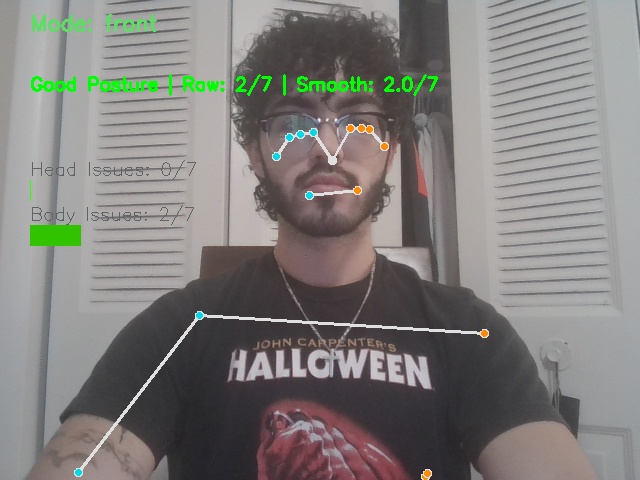 Mode: front
Good Posture | Raw: 2/7 | Smooth: 2.0/7
Head Issues: 0/7
Body Issues: 2/7
JOHN CARPENTER'S
HALLOWEEN